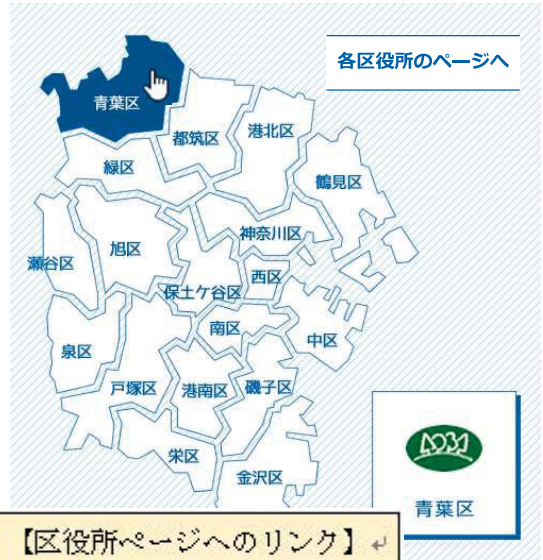 各区役所のページへ
青葉区
都筑区
港北区
緑区
鶴見区
神奈川区
旭区
瀬谷区
西区
保土ケ谷区
南区
中区
泉区
戸塚区
港南区
磯子区
栄区
金沢区
青葉区
【区役所ページへのリンク】